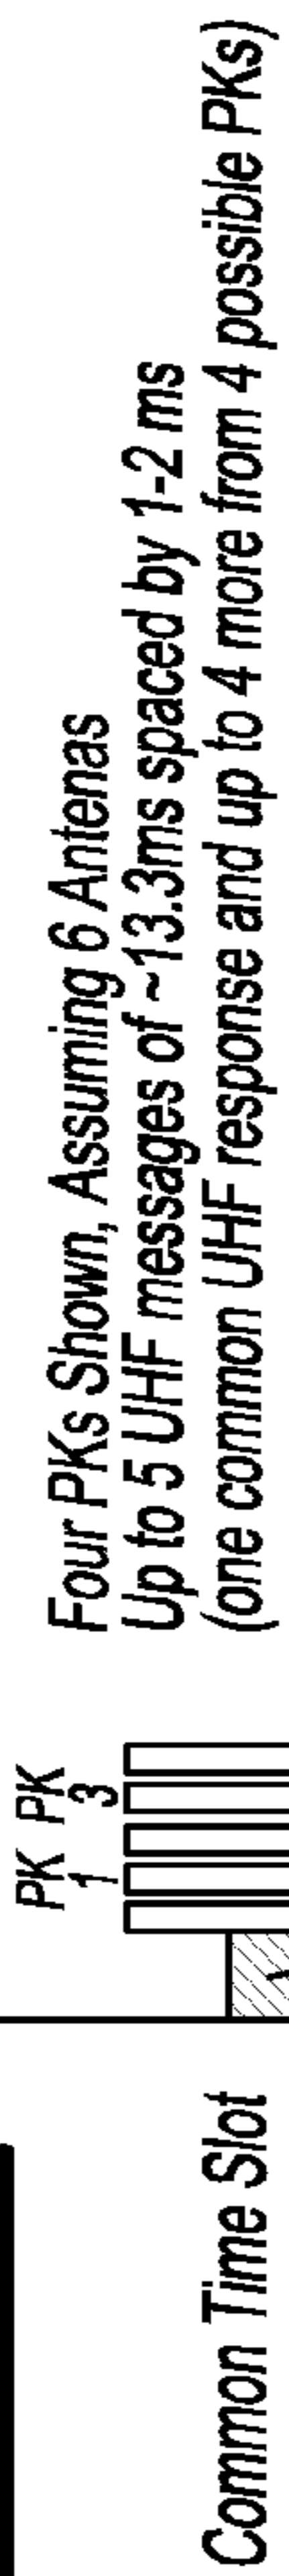 Four PKs Shown, Assuming 6 Antenas
Up to 5 UHF messages of ~13.3ms spaced by 1-2 ms
(one common UHF response and up to 4 more from 4 possible PKs)
PK PK
1 3
Common Time Slot